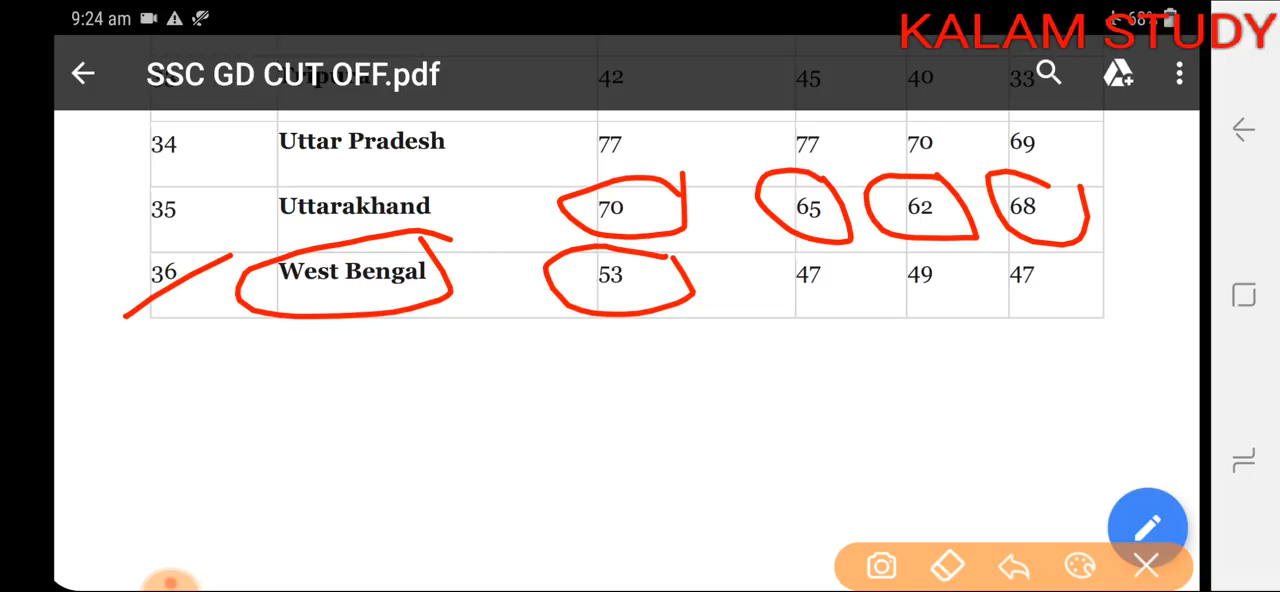 9:24 am 68%
KALAM STUDY
SSC GD CUT OFF.pdf
42 45 40 33
34 Uttar Pradesh 77 77 70 69
35 Uttarakhand 70 65 62 68
36 West Bengal 53 47 49 47